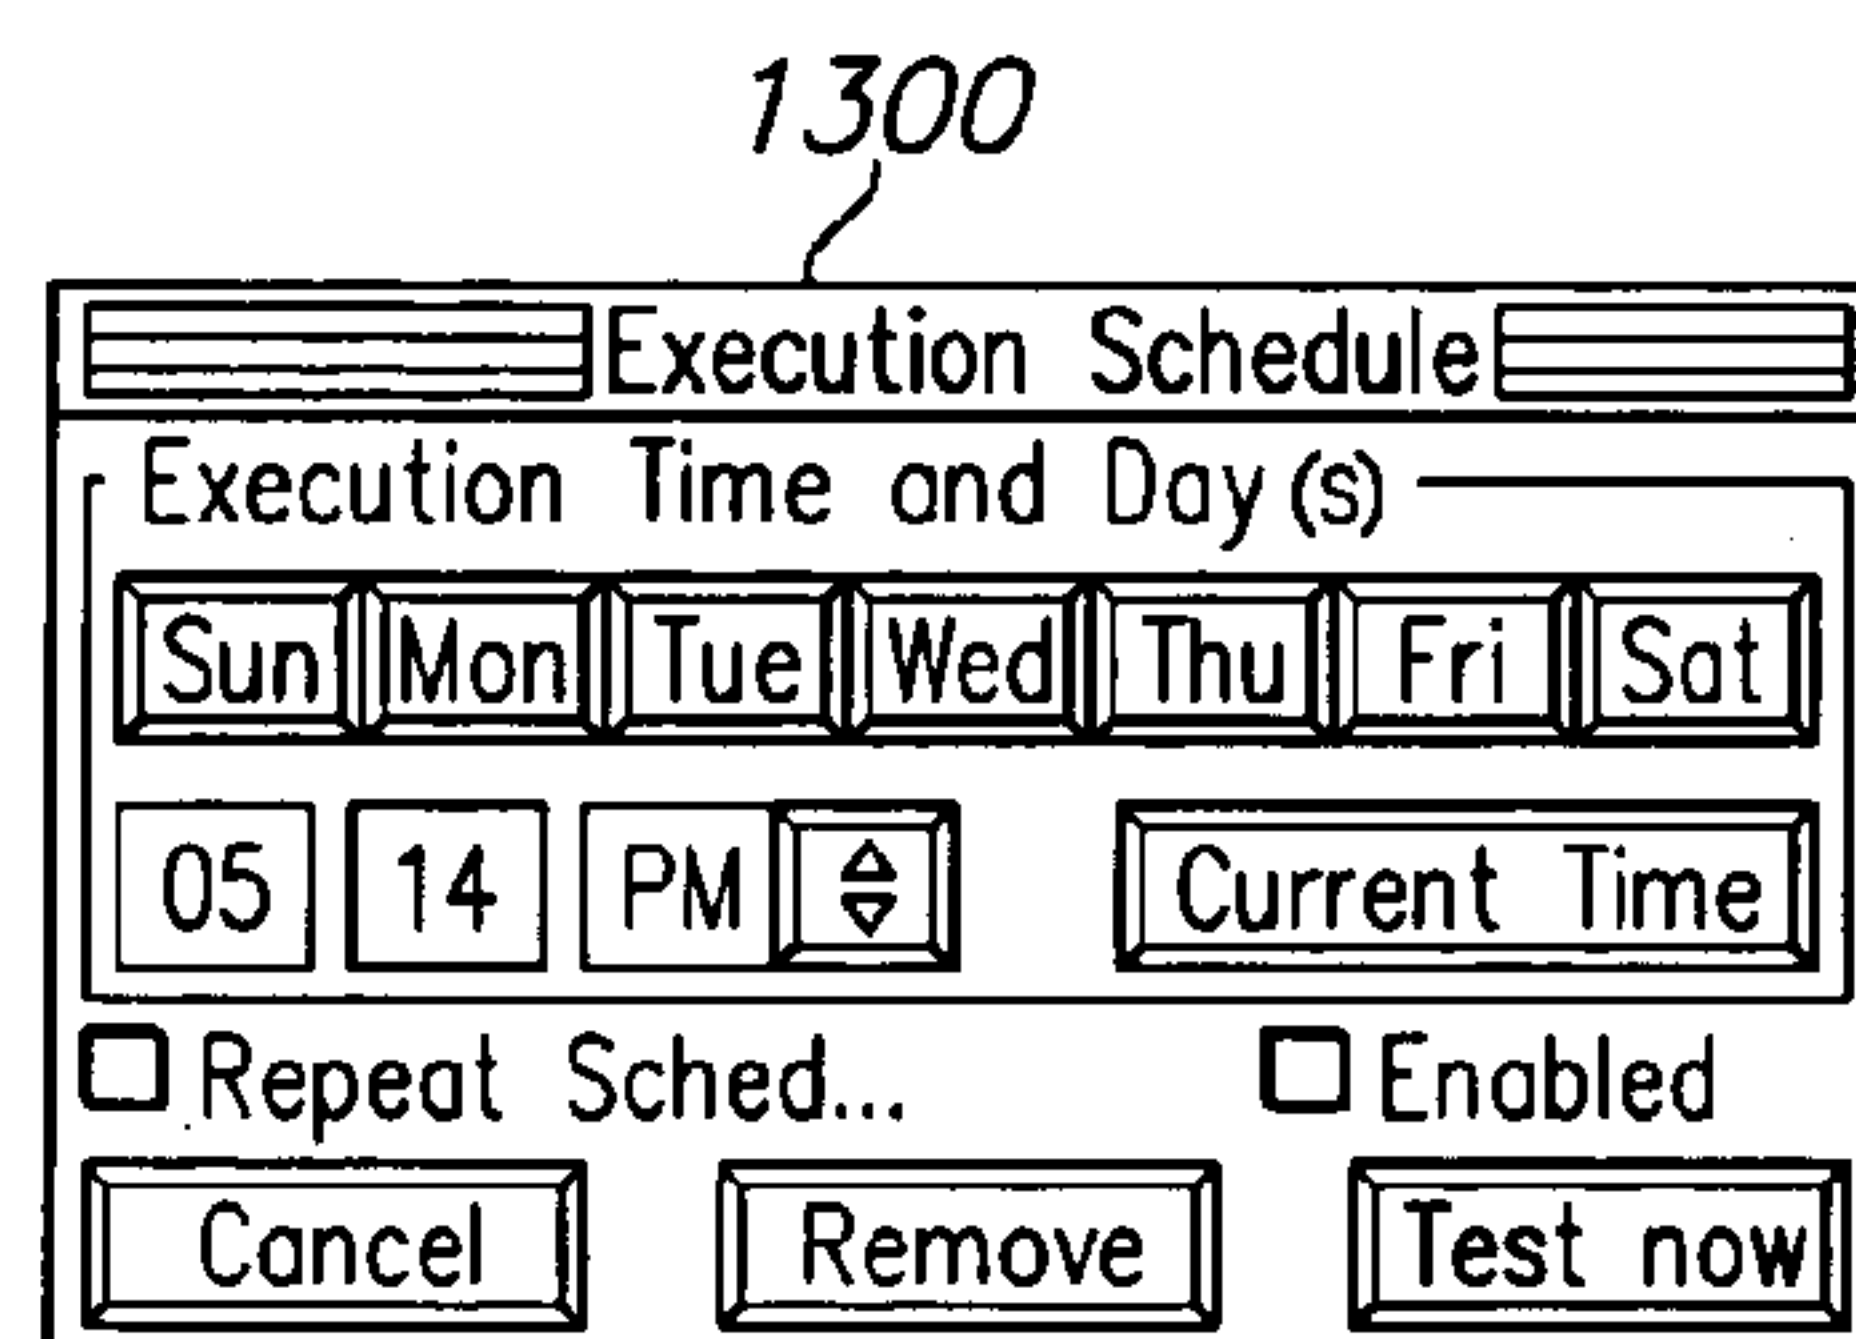 1300
Execution Schedule
Execution Time and Day(s)
Sun Mon Tue Wed Thu Fri Sat
05 14 PM Current Time
Repeat Sched... Enabled
Cancel Remove Test now